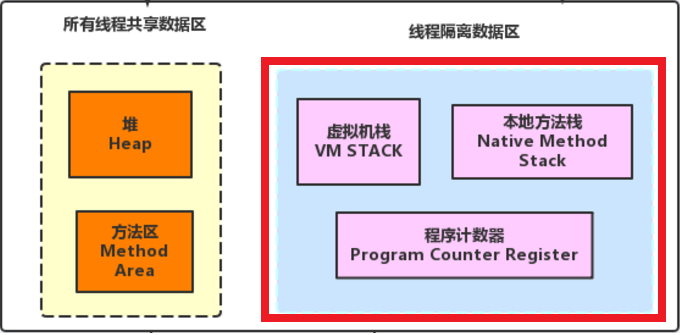 所有线程共享数据区
线程隔离数据区
堆
Heap
方法区
Method
Area
虚拟机栈
VM STACK
本地方法栈
Native Method
Stack
程序计数器
Program Counter Register